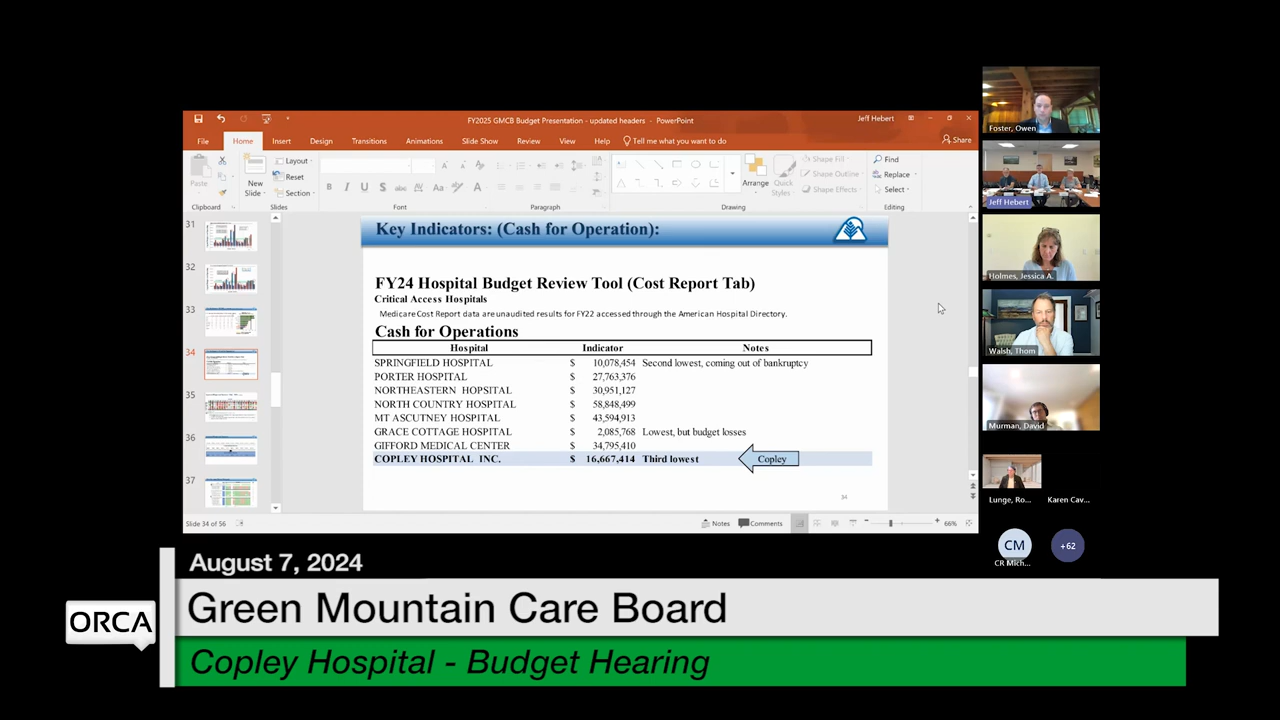 FY2025 GMCB Budget Presentation - updated headers - PowerPoint
Jeff Hebert
File Home Insert Design Transitions Animations Slide Show Review View Help Tell me what you want to do
Share
Paste
New Slide
Layout
Reset
Section
Arrange
Quick Styles
Shape Fill
Shape Outline
Shape Effects
Find
Replace
Select
Clipboard Slides Font Paragraph Drawing Editing
31
32
33
34
35
36
37
Key Indicators: (Cash for Operation):
FY24 Hospital Budget Review Tool (Cost Report Tab)
Critical Access Hospitals
Medicare Cost Report data are unaudited results for FY22 accessed through the American Hospital Directory.
Cash for Operations
Hospital Indicator Notes
SPRINGFIELD HOSPITAL $ 10,078,454 Second lowest, coming out of bankruptcy
PORTER HOSPITAL $ 27,763,376
NORTHEASTERN HOPSITAL $ 30,951,127
NORTH COUNTRY HOSPITAL $ 58,848,499
MT ASCUTNEY HOSPITAL $ 43,594,913
GRACE COTTAGE HOSPITAL $ 2,085,768 Lowest, but budget losses
GIFFORD MEDICAL CENTER $ 34,795,410
COPLEY HOSPITAL INC. $ 16,667,414 Third lowest
Copley
34
Slide 34 of 56
Notes
Comments
66%
Foster, Owen
Jeff Hebert
Holmes, Jessica A.
Walsh, Thom
Murman, David
Lunge, Ro...
Karen Cav...
CM
CR Mich...
+62
August 7, 2024
ORCA
Green Mountain Care Board
Copley Hospital - Budget Hearing